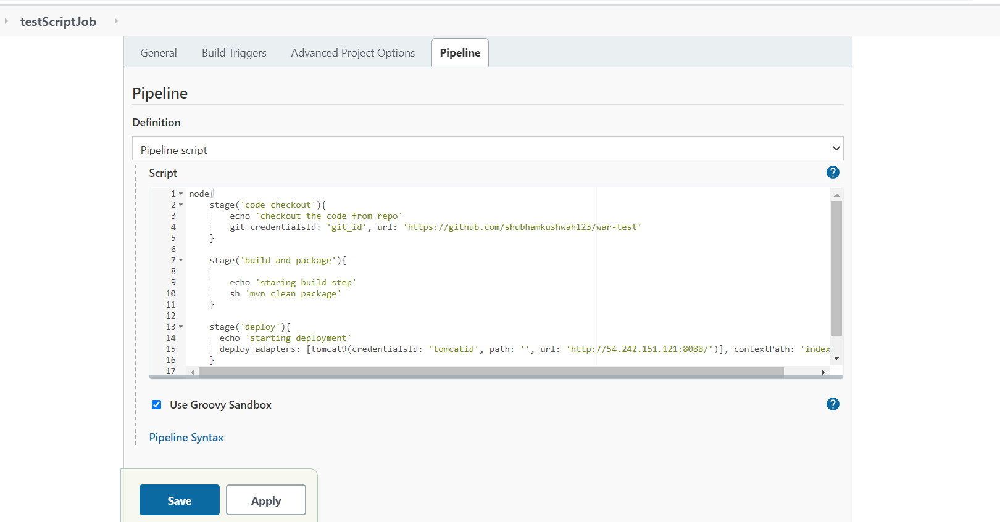 testScriptJob
General Build Triggers Advanced Project Options Pipeline
Pipeline
Definition
Pipeline script
Script
?
1 node{
2 stage('code checkout'){
3 echo 'checkout the code from repo'
4 git credentialsId: 'git_id', url: 'https://github.com/shubhamkushwah123/war-test'
5 }
6
7 stage('build and package'){
8
9 echo 'staring build step'
10 sh 'mvn clean package'
11 }
12
13 stage('deploy'){
14 echo 'starting deployment'
15 deploy adapters: [tomcat9(credentialsId: 'tomcatid', path: '', url: 'http://54.242.151.121:8088/')], contextPath: 'index
16 }
17
Use Groovy Sandbox
?
Pipeline Syntax
Save Apply